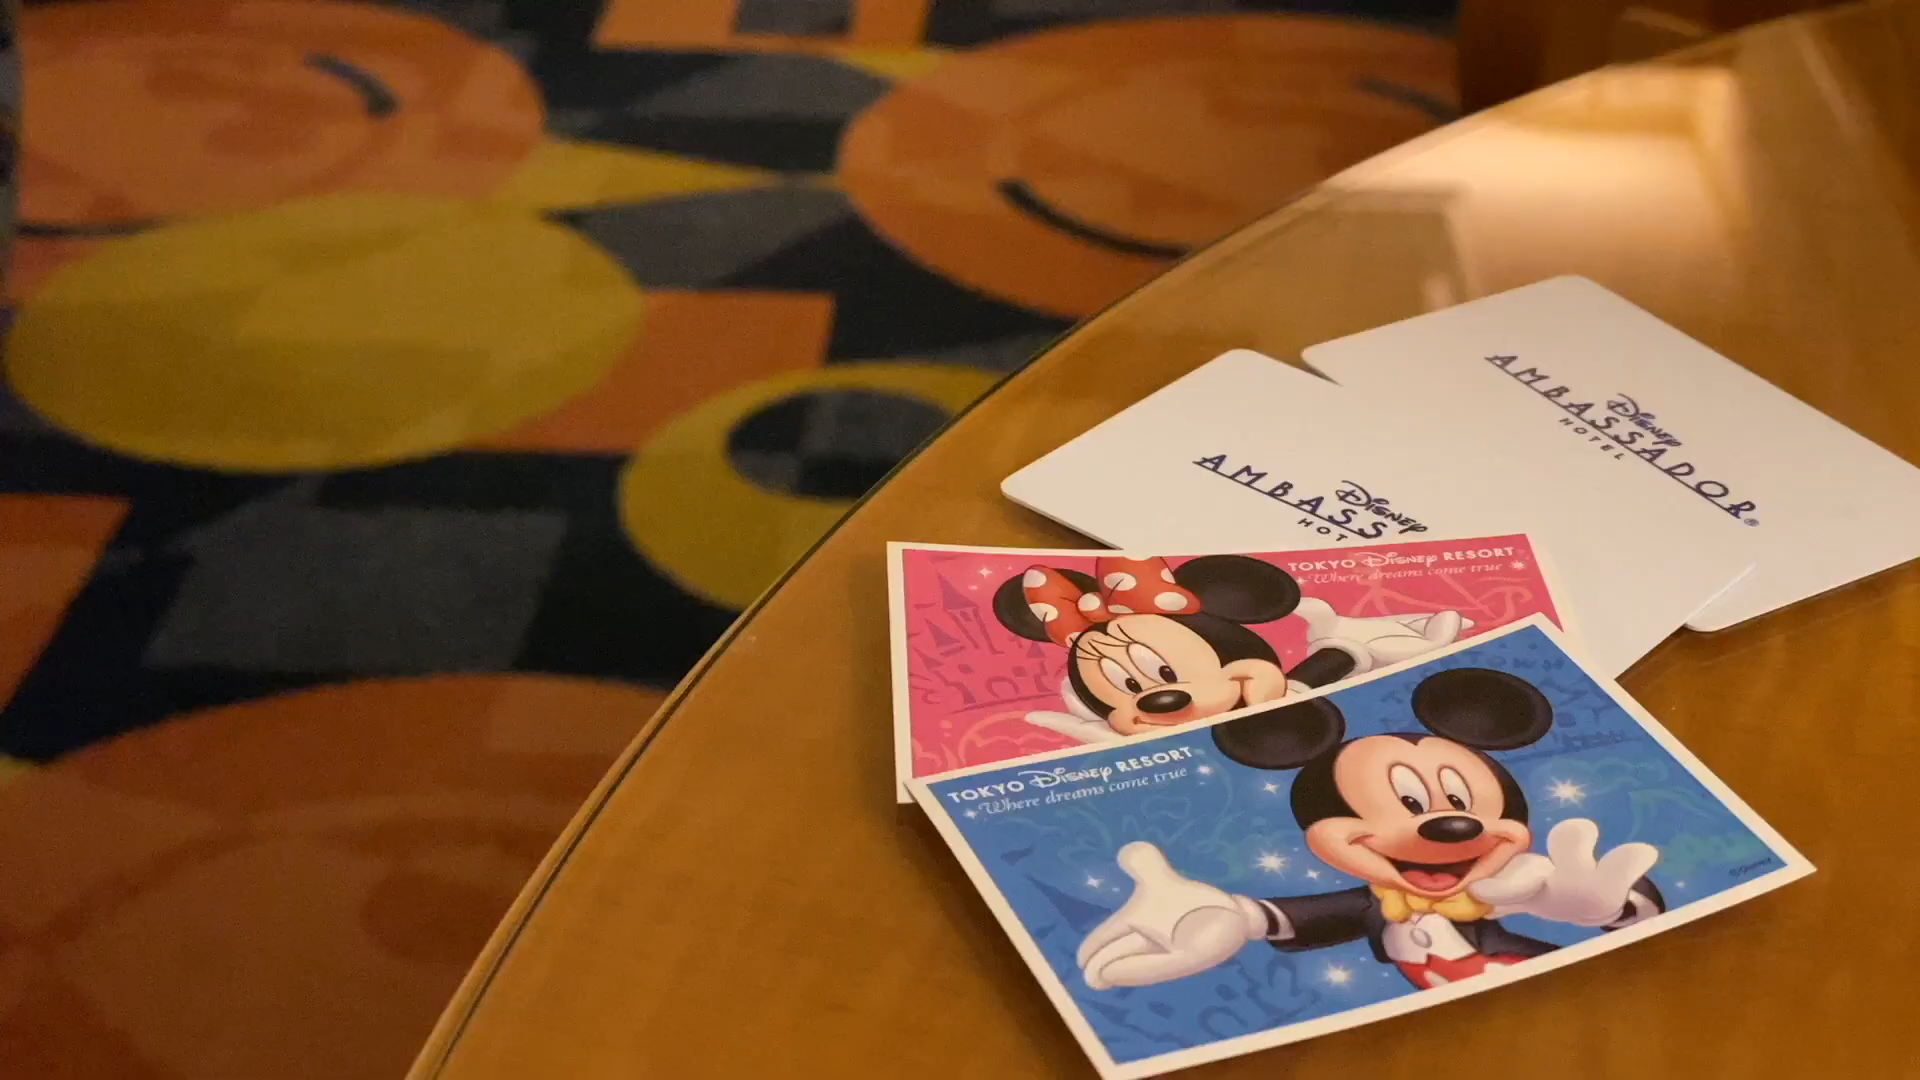 Disney
AMBASSADOR®
HOTEL
Disney
AMBASS
HOT
TOKYO Disney RESORT
Where dreams come true
TOKYO Disney RESORT
Where dreams come true